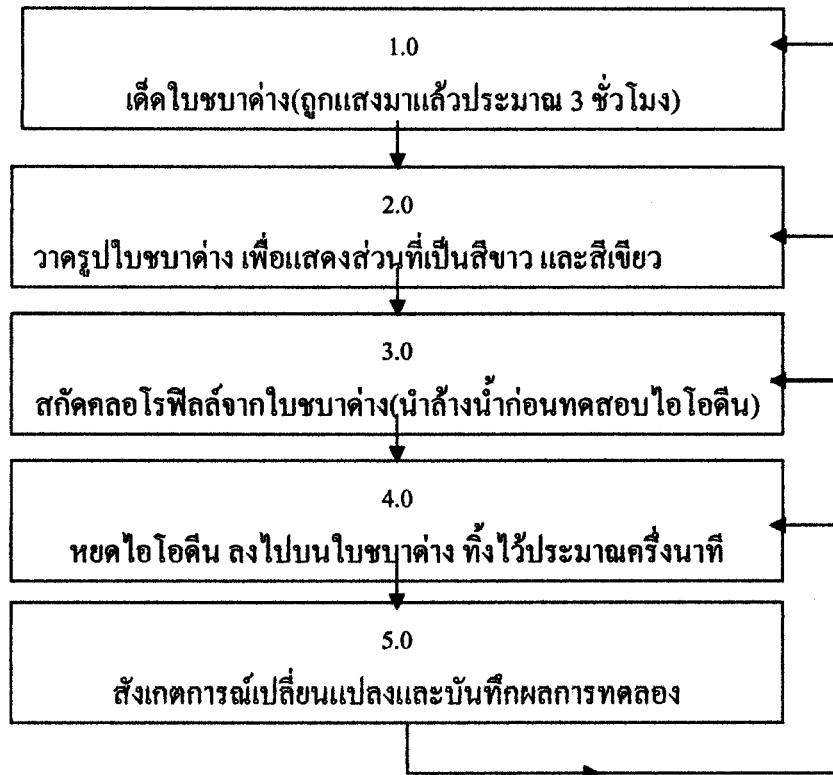 1.0
เด็ดใบชบาด่าง(ถูกแสงมาแล้วประมาณ 3 ชั่วโมง)
2.0
วาดรูปใบชบาด่าง เพื่อแสดงส่วนที่เป็นสีขาว และสีเขียว
3.0
สกัดคลอโรฟิลล์จากใบชบาด่าง(นำล้างน้ำก่อนทดสอบไอโอดีน)
4.0
หยดไอโอดีน ลงไปบนใบชบาด่าง ทิ้งไว้ประมาณครึ่งนาที
5.0
สังเกตการณ์เปลี่ยนแปลงและบันทึกผลการทดลอง